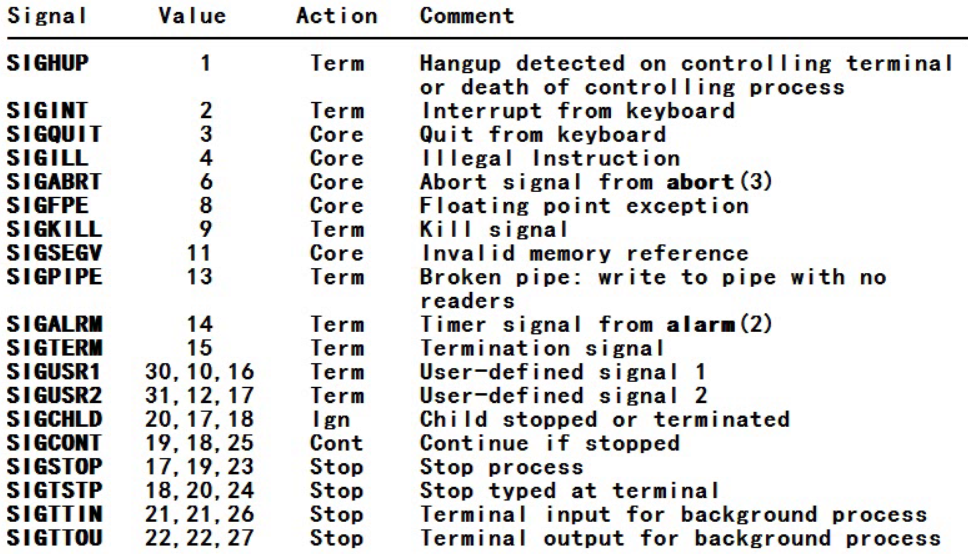 Signal Value Action Comment
SIGHUP 1 Term Hangup detected on controlling terminal
or death of controlling process
SIGINT 2 Term Interrupt from keyboard
SIGQUIT 3 Core Quit from keyboard
SIGILL 4 Core Illegal Instruction
SIGABRT 6 Core Abort signal from abort(3)
SIGFPE 8 Core Floating point exception
SIGKILL 9 Term Kill signal
SIGSEGV 11 Core Invalid memory reference
SIGPIPE 13 Term Broken pipe: write to pipe with no
readers
SIGALRM 14 Term Timer signal from alarm(2)
SIGTERM 15 Term Termination signal
SIGUSR1 30,10,16 Term User-defined signal 1
SIGUSR2 31,12,17 Term User-defined signal 2
SIGCHLD 20,17,18 Ign Child stopped or terminated
SIGCONT 19,18,25 Cont Continue if stopped
SIGSTOP 17,19,23 Stop Stop process
SIGTSTP 18,20,24 Stop Stop typed at terminal
SIGTTIN 21,21,26 Stop Terminal input for background process
SIGTTOU 22,22,27 Stop Terminal output for background process